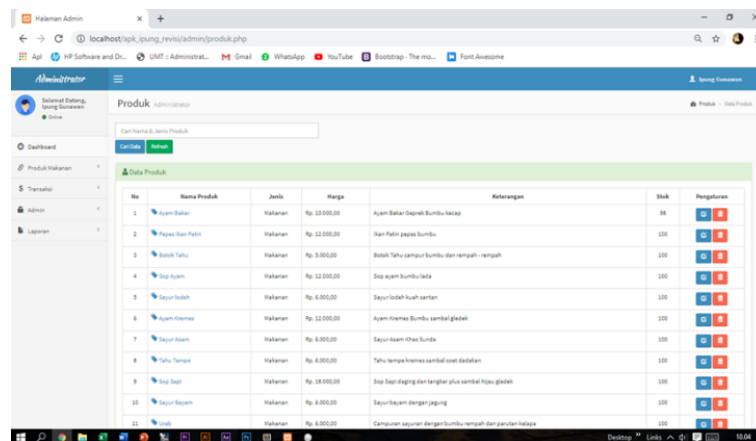 Halaman Admin
localhost/apk_ipung_revisi/admin/produk.php
Apl HP Software and Dr... UMT :: Administrat... Gmail WhatsApp YouTube Bootstrap · The mo... Font Awesome
Administrator
Ipung Gunawan
Selamat Datang,
Ipung Gunawan
Online
Produk Administrator
Produk > Data Produk
Cari Nama & Jenis Produk
Cari Data Refresh
Dashboard
Produk Makanan
Transaksi
Admin
Laporan
Data Produk
No Nama Produk Jenis Harga Keterangan Stok Pengaturan
1 Ayam Bakar Makanan Rp. 13.000,00 Ayam Bakar Geprek Bumbu kecap 98
2 Pepes Ikan Patin Makanan Rp. 12.000,00 Ikan Patin pepes bumbu 100
3 Botok Tahu Makanan Rp. 5.000,00 Botok Tahu campur bumbu dan rempah - rempah 100
4 Sop Ayam Makanan Rp. 12.000,00 Sop ayam bumbu lada 100
5 Sayur lodeh Makanan Rp. 6.000,00 Sayur lodeh kuah santan 100
6 Ayam Kremes Makanan Rp. 12.000,00 Ayam Kremes Bumbu sambal gledek 100
7 Sayur Asam Makanan Rp. 6.000,00 Sayur Asam Khas Sunda 100
8 Tahu Tempe Makanan Rp. 6.000,00 Tahu tempe kremes sambal coet dadakan 100
9 Sop Sapi Makanan Rp. 18.000,00 Sop Sapi daging dan tangkar plus sambal hijau gledek 100
10 Sayur Bayam Makanan Rp. 6.000,00 Sayur bayam dengan jagung 100
11 Urab Makanan Rp. 6.000,00 Campuran sayuran dengan bumbu rempah dan parutan kelapa 100
Desktop Links 18.06